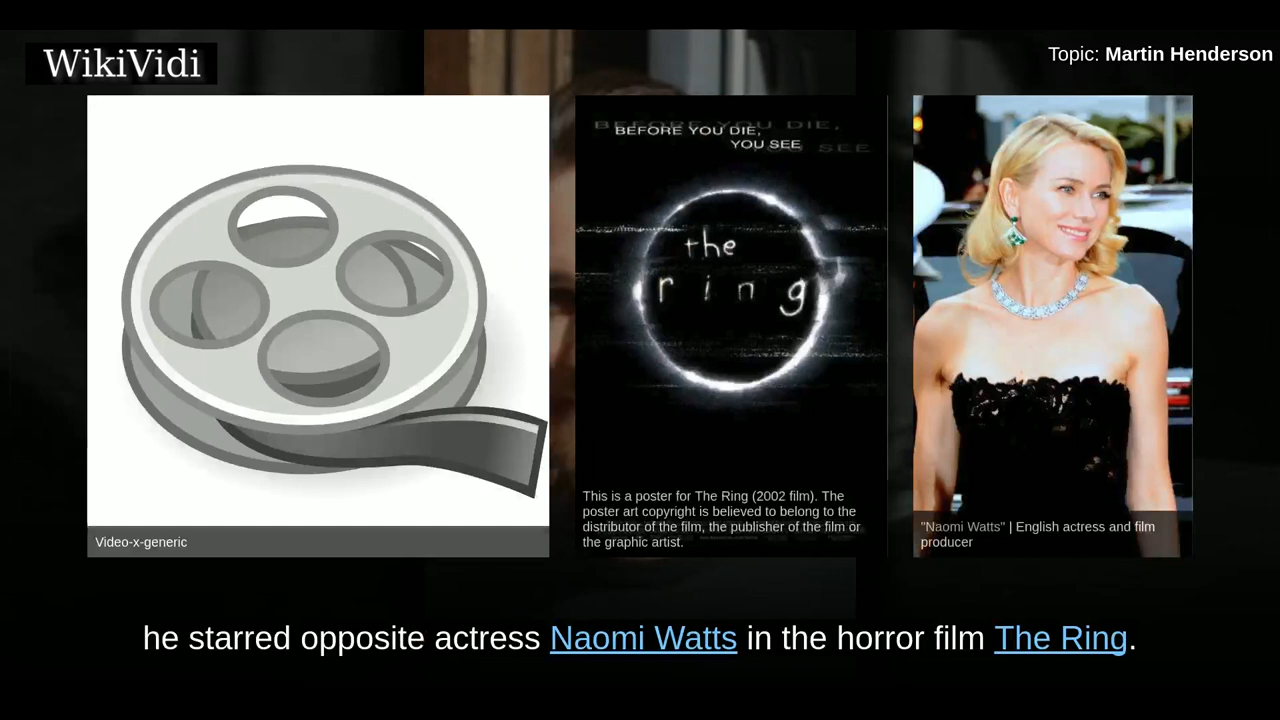 WikiVidi
Topic: Martin Henderson
BEFORE YOU DIE,
YOU SEE
the
ring
This is a poster for The Ring (2002 film). The
poster art copyright is believed to belong to the
distributor of the film, the publisher of the film or
the graphic artist.
"Naomi Watts" | English actress and film
producer
Video-x-generic
he starred opposite actress Naomi Watts in the horror film The Ring.